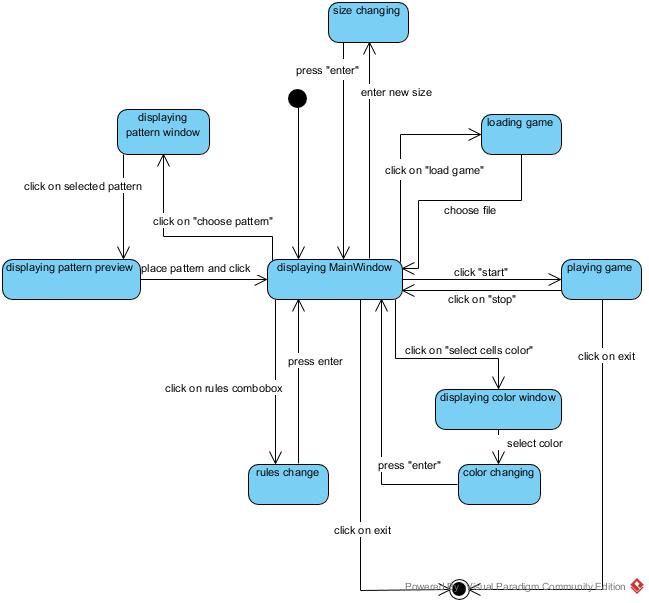 size changing
press "enter"
enter new size
displaying
pattern window
loading game
click on "load game"
click on selected pattern
click on "choose pattern"
choose file
displaying pattern preview
place pattern and click
displaying MainWindow
click "start"
playing game
click on "stop"
click on "select cells color"
click on exit
press enter
click on rules combobox
displaying color window
select color
rules change
press "enter"
color changing
click on exit
Powered By Visual Paradigm Community Edition